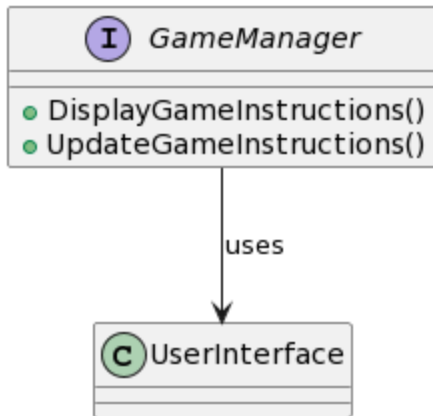 I GameManager
DisplayGameInstructions()
UpdateGameInstructions()
uses
C UserInterface